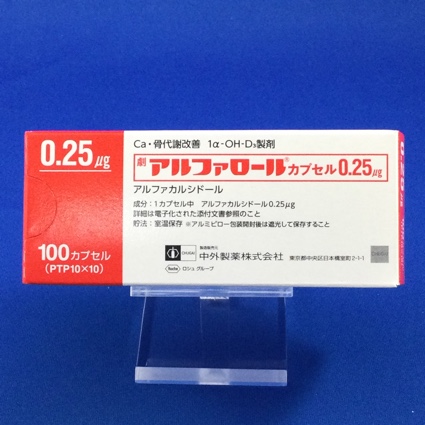 0.25㎍
100カプセル
(PTP10×10)
Ca・骨代謝改善 1α-OH-D₃製剤
劇 アルファロール®カプセル0.25㎍
アルファカルシドール
成分:1カプセル中 アルファカルシドール0.25㎍
詳細は電子化された添付文書参照のこと
貯法:室温保存 ※アルミピロー包装開封後は遮光して保存すること
製造販売元
中外製薬株式会社 東京都中央区日本橋室町2-1-1
Roche ロシュ グループ
0.25㎍